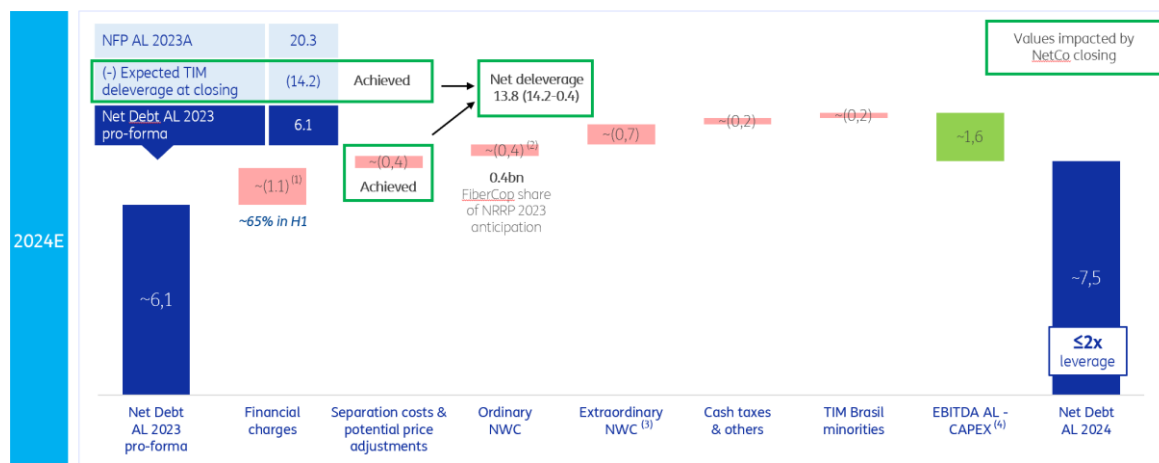 2024E
NFP AL 2023A 20.3
(-) Expected TIM
deleverage at closing (14.2) Achieved
Net Debt AL 2023
pro-forma 6.1
Net deleverage
13.8 (14.2-0.4)
Values impacted by
NetCo closing
~6,1
~(1.1) (1)
~65% in H1
~(0,4)
Achieved
~(0,4) (2)
0.4bn
FiberCop share
of NRRP 2023
anticipation
~(0,7)
~(0,2)
~(0,2)
~1,6
~7,5
≤2x
leverage
Net Debt
AL 2023
pro-forma
Financial
charges
Separation costs &
potential price
adjustments
Ordinary
NWC
Extraordinary
NWC (3)
Cash taxes
& others
TIM Brasil
minorities
EBITDA AL -
CAPEX (4)
Net Debt
AL 2024